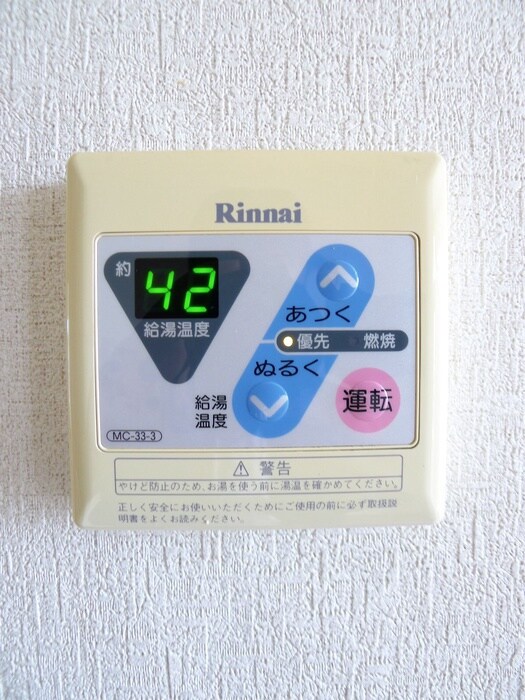 Rinnai
約
42
給湯温度
あつく
優先 燃焼
ぬるく
給湯
温度
運転
MC-33-3
⚠ 警告
やけど防止のため、お湯を使う前に湯温を確かめてください。
正しく安全にお使いいただくためにご使用の前に必ず取扱説
明書をよくお読みください。